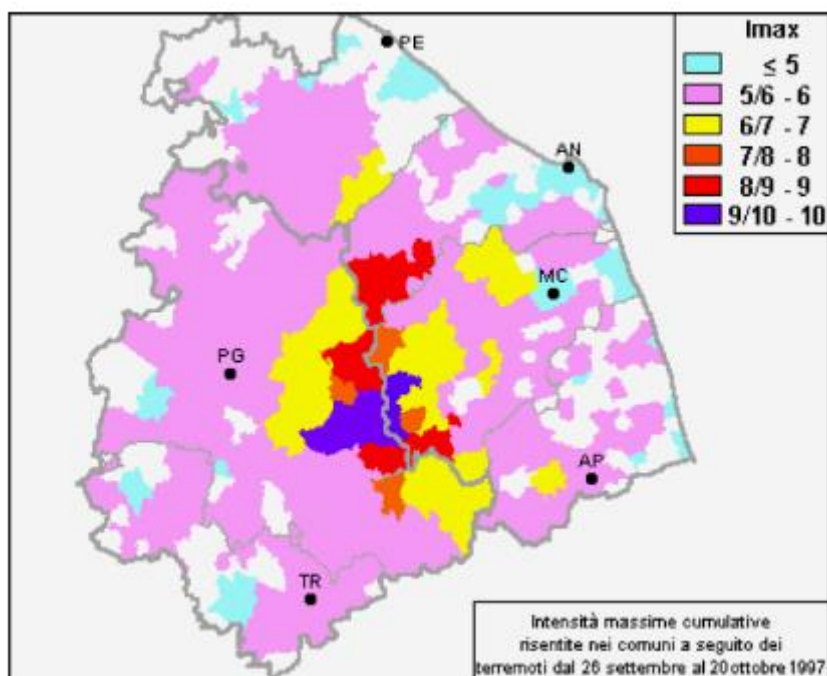 Imax
≤ 5
5/6 - 6
6/7 - 7
7/8 - 8
8/9 - 9
9/10 - 10
PE
AN
MC
PG
AP
TR
Intensità massime cumulative
risentite nei comuni a seguito dei
terremoti dal 26 settembre al 20 ottobre 1997